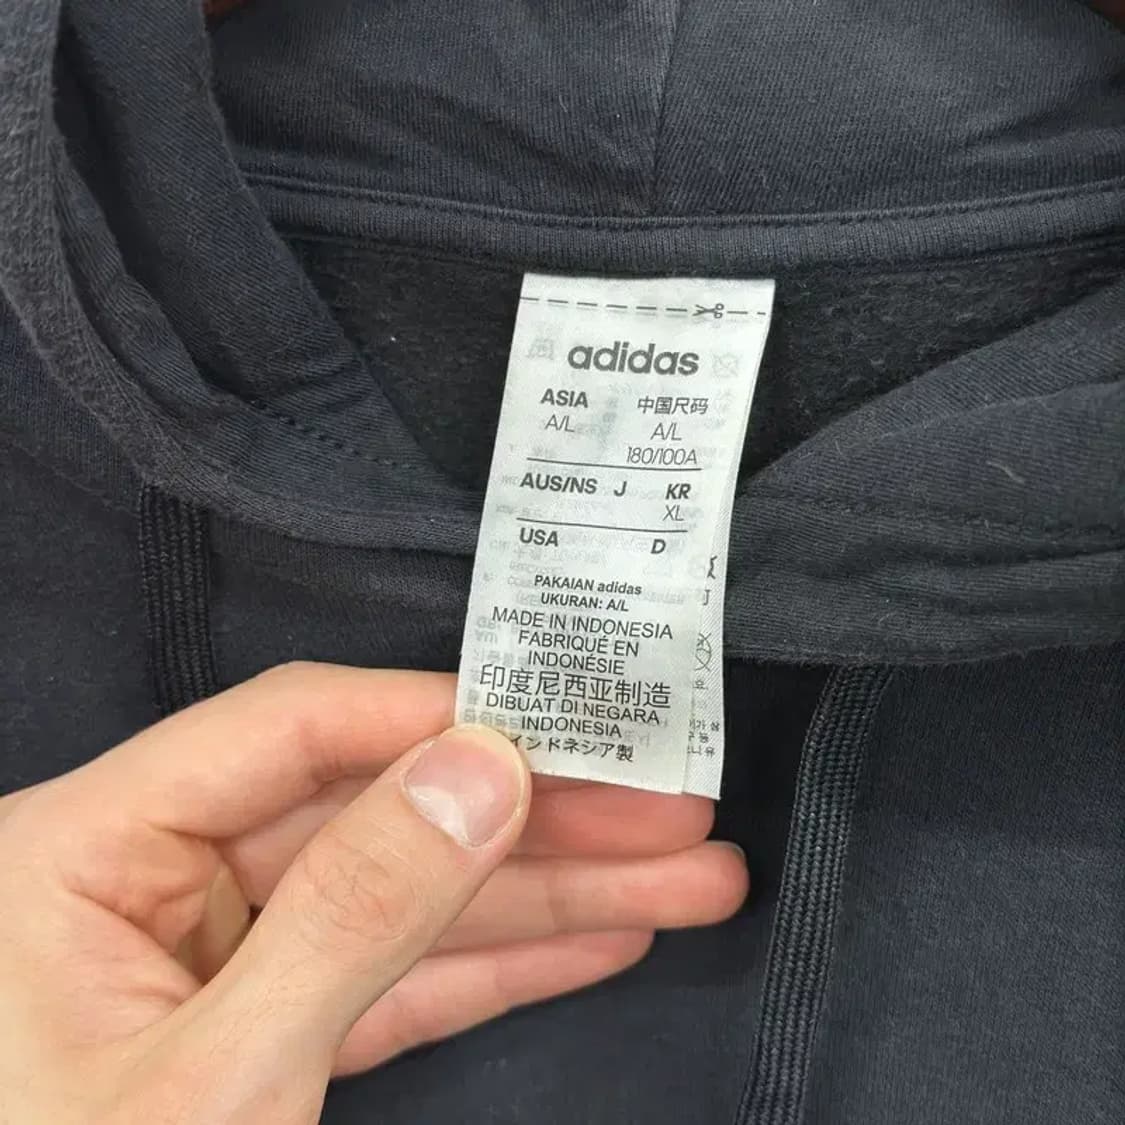 adidas
ASIA 中国尺码
A/L A/L
180/100A
AUS/NS J KR
XL
USA D
PAKAIAN adidas
UKURAN: A/L
MADE IN INDONESIA
FABRIQUÉ EN
INDONÉSIE
印度尼西亚制造
DIBUAT DI NEGARA
INDONESIA
インドネシア製